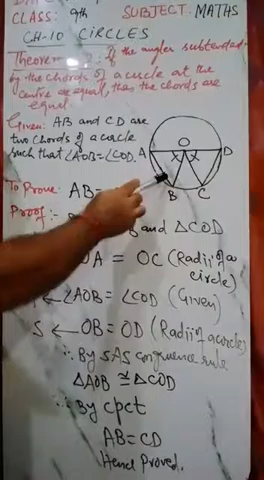 CLASS: 9th SUBJECT: MATHS
CH-10 CIRCLES
Theorem : If the angles subtended
by the chords of a circle at the
centre are equal, then the chords are
equal.
Given: AB and CD are
two chords of a circle
such that ∠AOB = ∠COD.
O
A D
B C
To Prove: AB=
Proof:
and △COD
OA = OC (Radii of a
circle)
∠AOB = ∠COD (Given)
S ← OB = OD (Radii of a circle)
∴ By SAS congruence rule
△AOB ≅ △COD
∴ By cpct
AB = CD
Hence Proved.